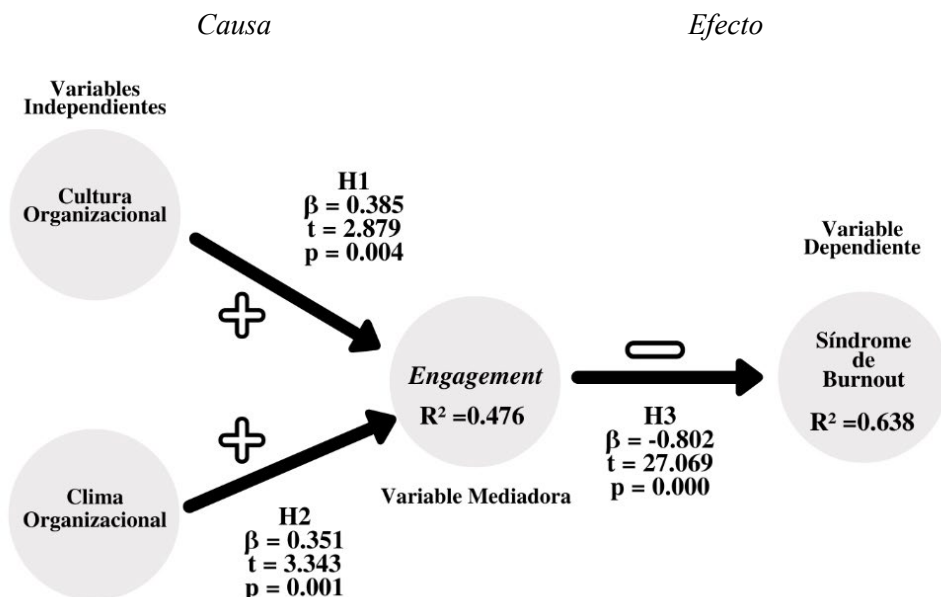 Causa
Efecto
Variables
Independientes
Cultura
Organizacional
H1
β = 0.385
t = 2.879
p = 0.004
Variable
Dependiente
Engagement
R² =0.476
Síndrome
de
Burnout
R² =0.638
H3
β = -0.802
t = 27.069
p = 0.000
Variable Mediadora
Clima
Organizacional
H2
β = 0.351
t = 3.343
p = 0.001